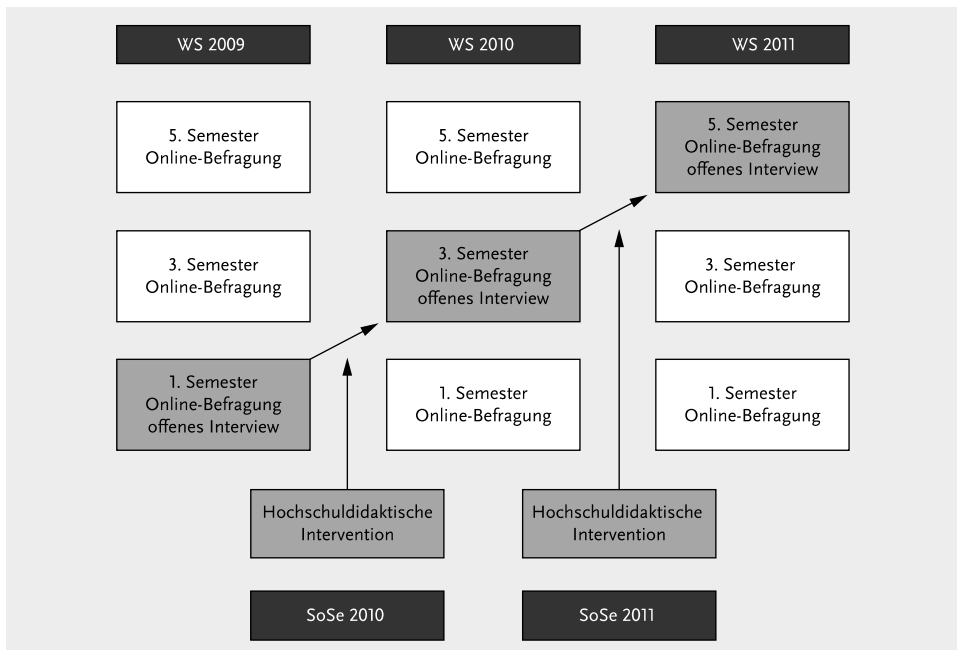 WS 2009
WS 2010
WS 2011
5. Semester
Online-Befragung
5. Semester
Online-Befragung
5. Semester
Online-Befragung
offenes Interview
3. Semester
Online-Befragung
3. Semester
Online-Befragung
offenes Interview
3. Semester
Online-Befragung
1. Semester
Online-Befragung
offenes Interview
1. Semester
Online-Befragung
1. Semester
Online-Befragung
Hochschuldidaktische
Intervention
Hochschuldidaktische
Intervention
SoSe 2010
SoSe 2011